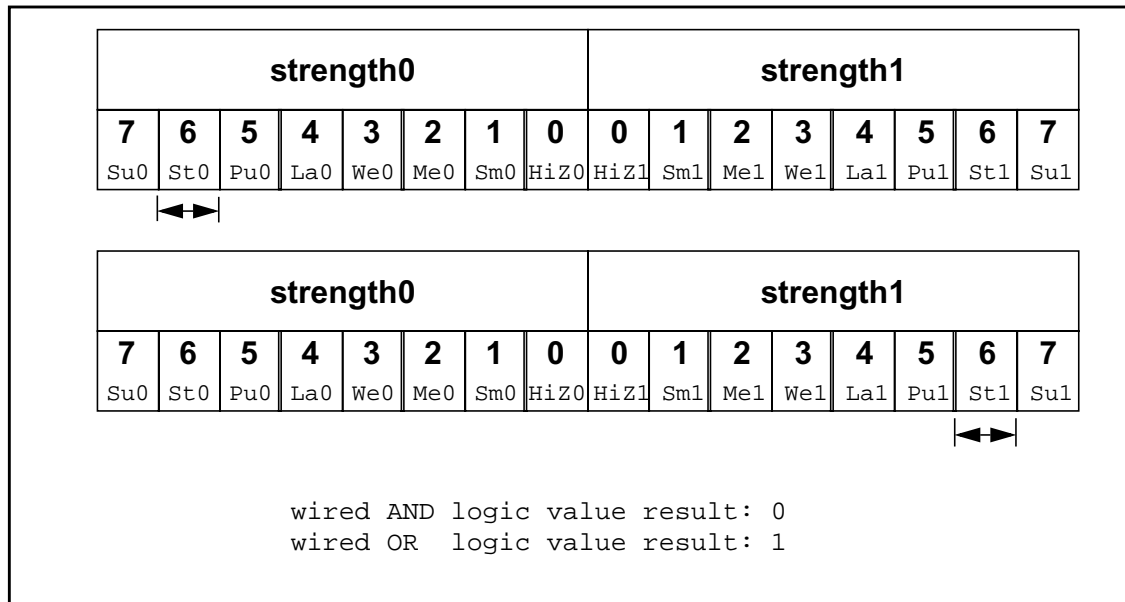 strength0 strength1
7 6 5 4 3 2 1 0 0 1 2 3 4 5 6 7
Su0 St0 Pu0 La0 We0 Me0 Sm0 HiZ0 HiZ1 Sm1 Me1 We1 La1 Pu1 St1 Su1
strength0 strength1
7 6 5 4 3 2 1 0 0 1 2 3 4 5 6 7
Su0 St0 Pu0 La0 We0 Me0 Sm0 HiZ0 HiZ1 Sm1 Me1 We1 La1 Pu1 St1 Su1
wired AND logic value result: 0
wired OR  logic value result: 1